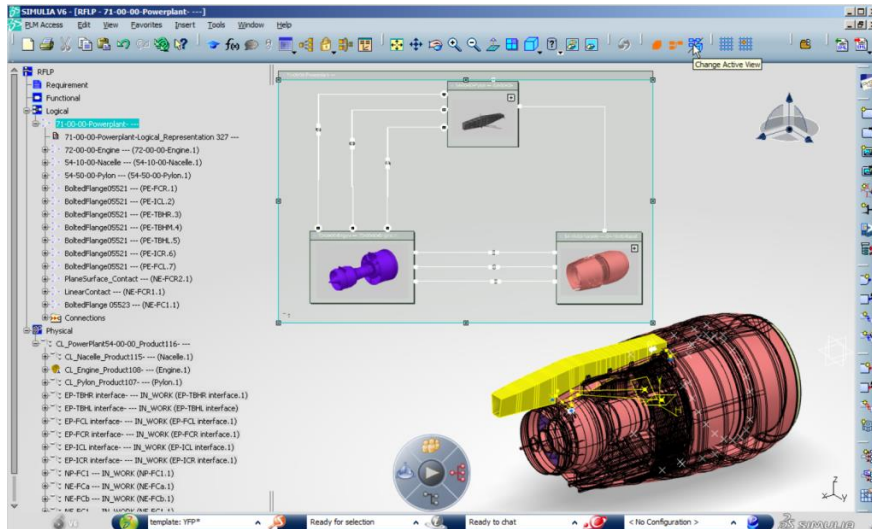 SIMULIA V6 - [RFLP - 71-00-00-Powerplant- ---]
PLM Access Edit View Favorites Insert Tools Window Help
Change Active View
RFLP
Requirement
Functional
Logical
71-00-00-Powerplant- ---
71-00-00-Powerplant-Logical_Representation 327 ---
72-00-00-Engine --- (72-00-00-Engine.1)
54-10-00-Nacelle --- (54-10-00-Nacelle.1)
54-50-00-Pylon --- (54-50-00-Pylon.1)
BoltedFlange05521 --- (PE-FCR.1)
BoltedFlange05521 --- (PE-ICL.2)
BoltedFlange05521 --- (PE-TBHR.3)
BoltedFlange05521 --- (PE-TBHM.4)
BoltedFlange05521 --- (PE-TBHL.5)
BoltedFlange05521 --- (PE-ICR.6)
BoltedFlange05521 --- (PE-FCL.7)
PlaneSurface_Contact --- (NE-FCR2.1)
LinearContact --- (NE-FCR1.1)
BoltedFlange 05523 --- (NE-FC1.1)
Connections
Physical
CL_PowerPlant54-00-00_Product116- ---
CL_Nacelle_Product115- --- (Nacelle.1)
CL_Engine_Product108- --- (Engine.1)
CL_Pylon_Product107- --- (Pylon.1)
EP-TBHR interface- --- IN_WORK (EP-TBHR interface.1)
EP-TBHL interface- --- IN_WORK (EP-TBHL interface)
EP-FCL interface- --- IN_WORK (EP-FCL interface.1)
EP-FCR interface- --- IN_WORK (EP-FCR interface.1)
EP-ICL interface- --- IN_WORK (EP-ICL interface.1)
EP-ICR interface- --- IN_WORK (EP-ICR interface.1)
NP-FC1 --- IN_WORK (NP-FC1.1)
NE-FCa --- IN_WORK (NE-FCa.1)
NE-FCb --- IN_WORK (NE-FCb.1)
template: YFP* Ready for selection Ready to chat < No Configuration > SIMULIA